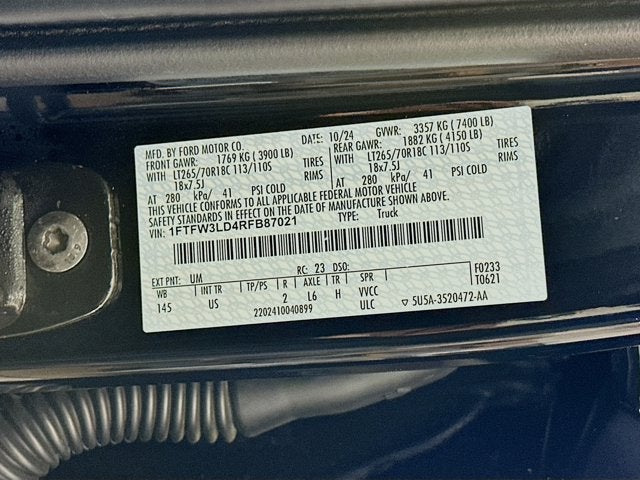 MFD. BY FORD MOTOR CO. DATE: 10/24 GVWR: 3357 KG ( 7400 LB)
FRONT GAWR: 1769 KG ( 3900 LB) REAR GAWR: 1882 KG ( 4150 LB)
WITH LT265/70R18C 113/110S TIRES WITH LT265/70R18C 113/110S TIRES
18x7.5J RIMS 18x7.5J RIMS
AT 280 kPa/ 41 PSI COLD AT 280 kPa/ 41 PSI COLD
THIS VEHICLE CONFORMS TO ALL APPLICABLE FEDERAL MOTOR VEHICLE
SAFETY STANDARDS IN EFFECT ON THE DATE OF MANUFACTURE SHOWN ABOVE.
VIN: 1FTFW3LD4RFB87021 TYPE: Truck
F0233
T0621
EXT PNT: UM RC: 23 DSO:
WB INT TR TP/PS R AXLE TR SPR
145 US 2 L6 H VVCC
2202410040899 ULC ▽ 5U5A-3520472-AA